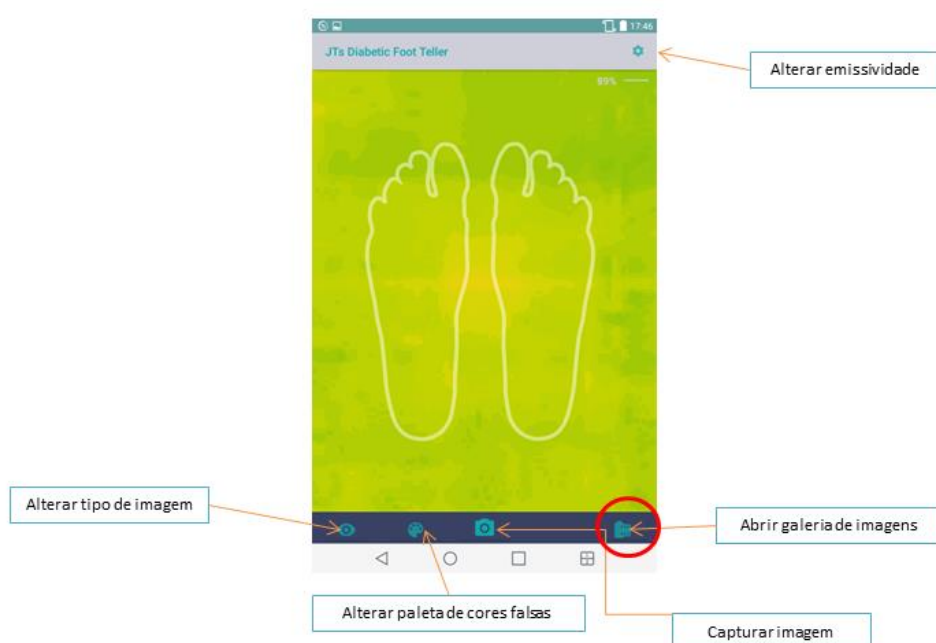 17:46
JTs Diabetic Foot Teller
Alterar emissividade
89%
Alterar tipo de imagem
Abrir galeria de imagens
Alterar paleta de cores falsas
Capturar imagem